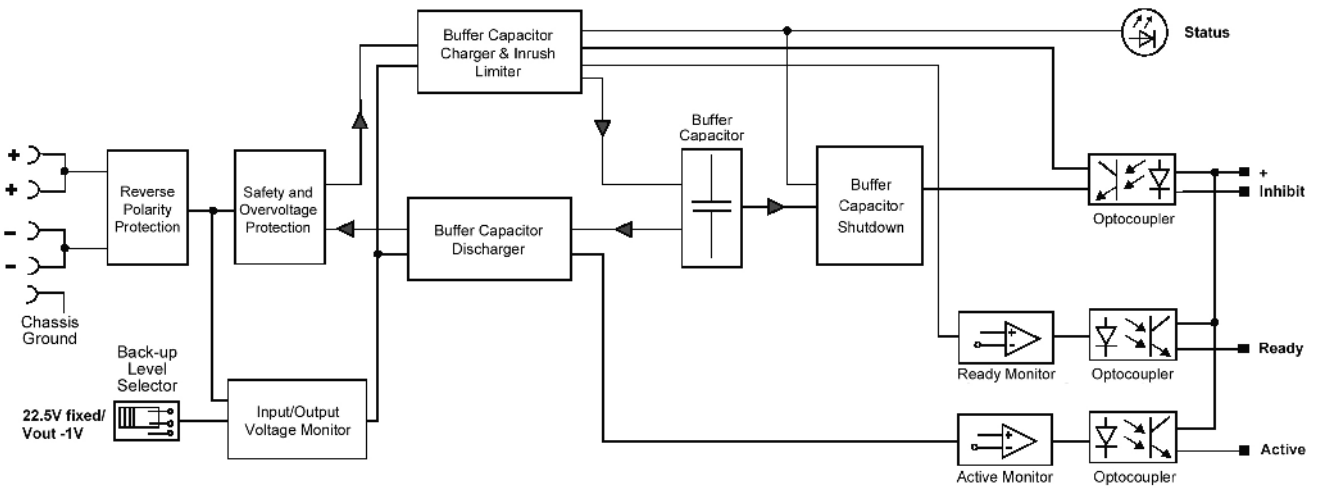 Buffer Capacitor
Charger & Inrush
Limiter
Status
Buffer
Capacitor
+
+
-
-
Chassis
Ground
Reverse
Polarity
Protection
Safety and
Overvoltage
Protection
Buffer Capacitor
Discharger
Buffer
Capacitor
Shutdown
Optocoupler
+
Inhibit
Back-up
Level
Selector
22.5V fixed/
Vout -1V
Input/Output
Voltage Monitor
+
-
Ready Monitor
Optocoupler
Ready
+
-
Active Monitor
Optocoupler
Active